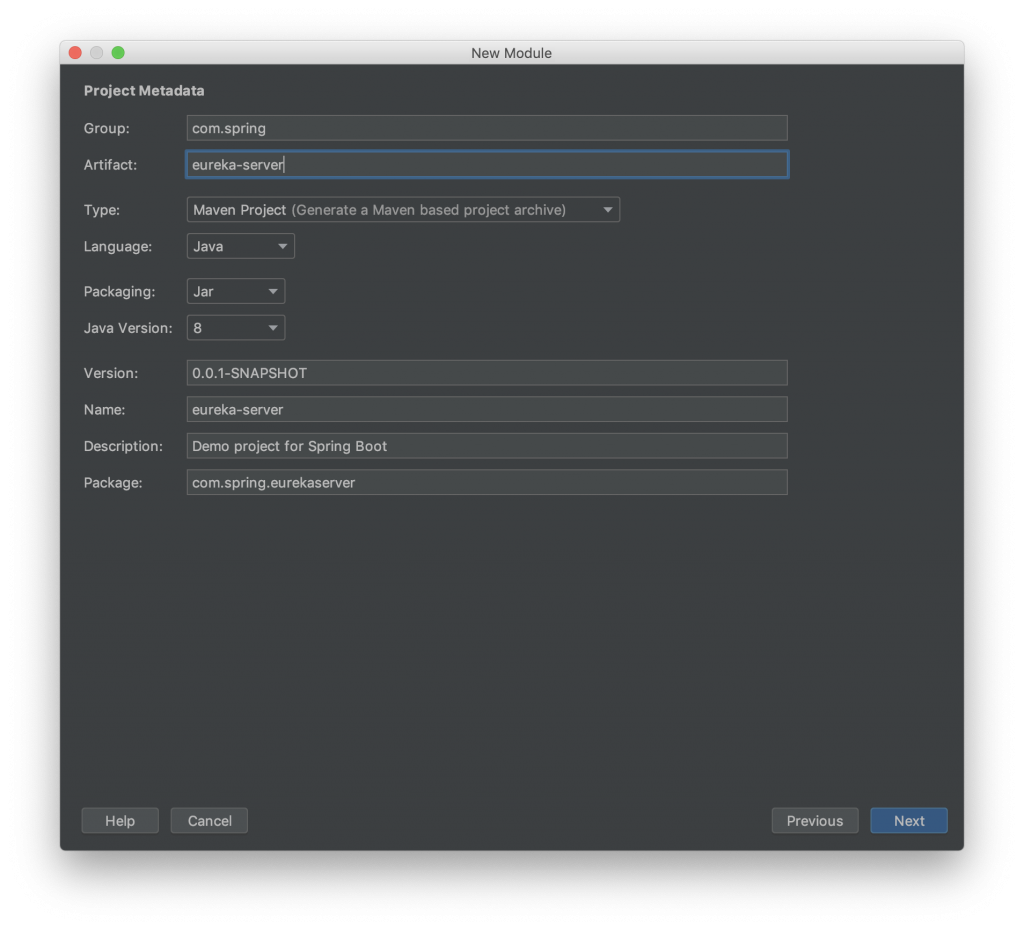 New Module
Project Metadata
Group: com.spring
Artifact: eureka-server
Type: Maven Project (Generate a Maven based project archive)
Language: Java
Packaging: Jar
Java Version: 8
Version: 0.0.1-SNAPSHOT
Name: eureka-server
Description: Demo project for Spring Boot
Package: com.spring.eurekaserver
Help Cancel Previous Next